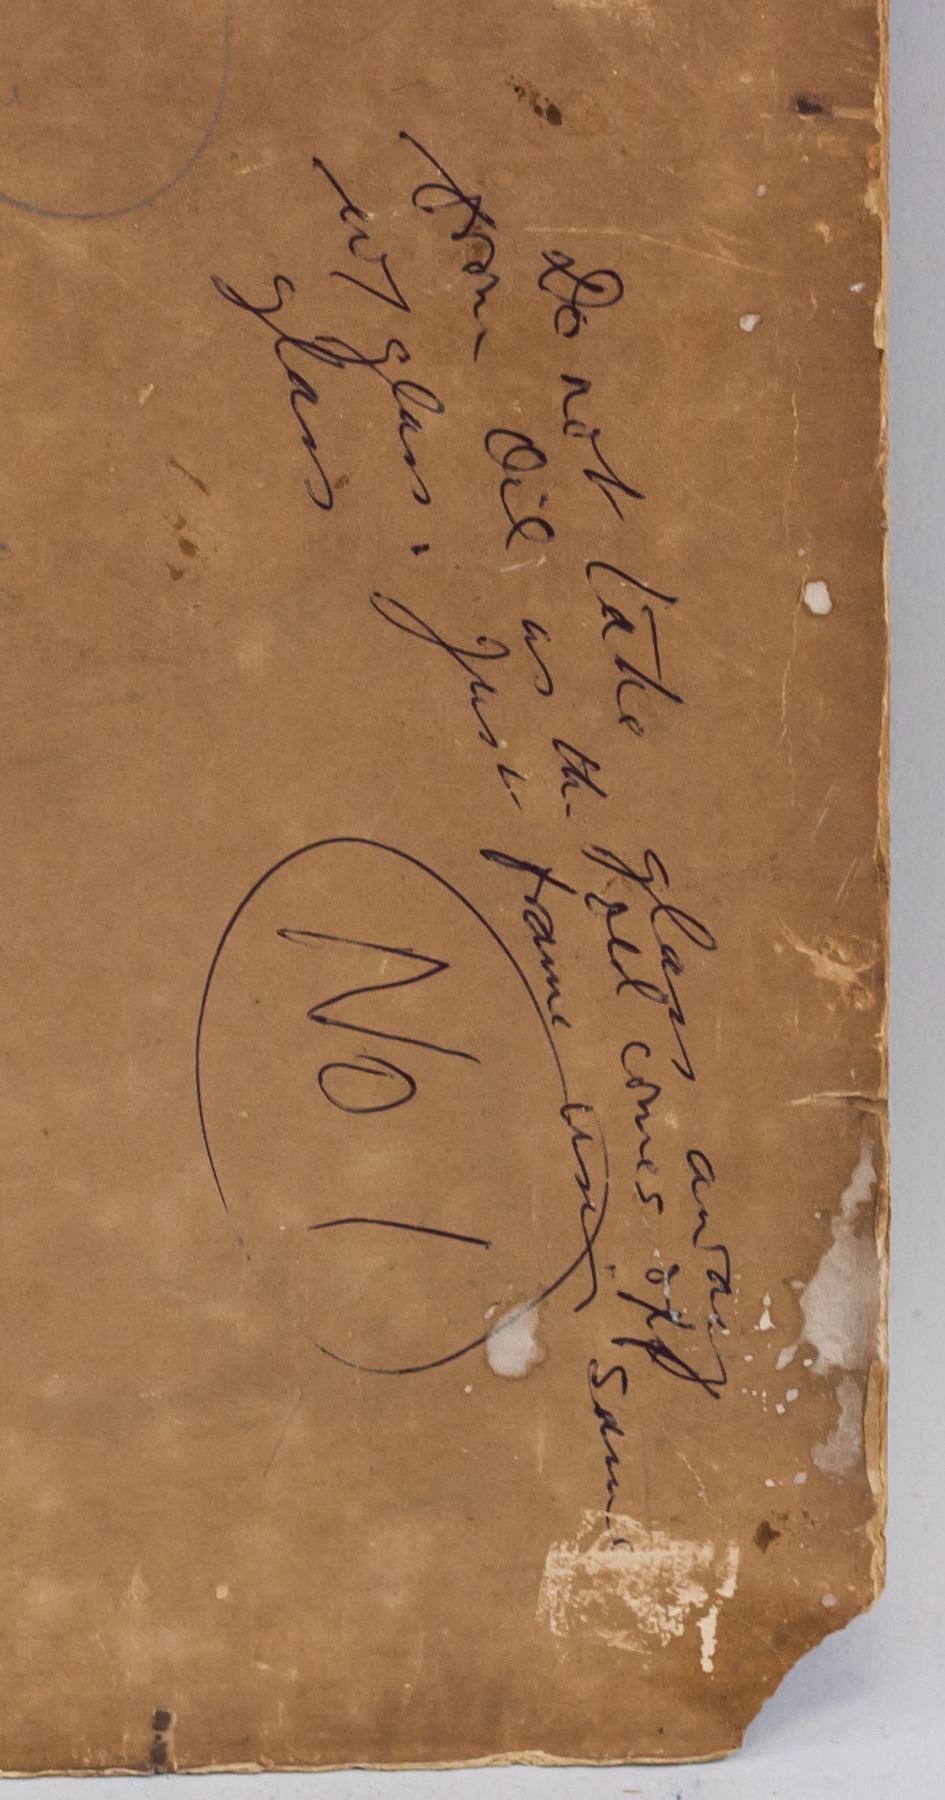 Do not take glass away
from Oil as the gold comes off
glass. Just frame using same
glass
No 1